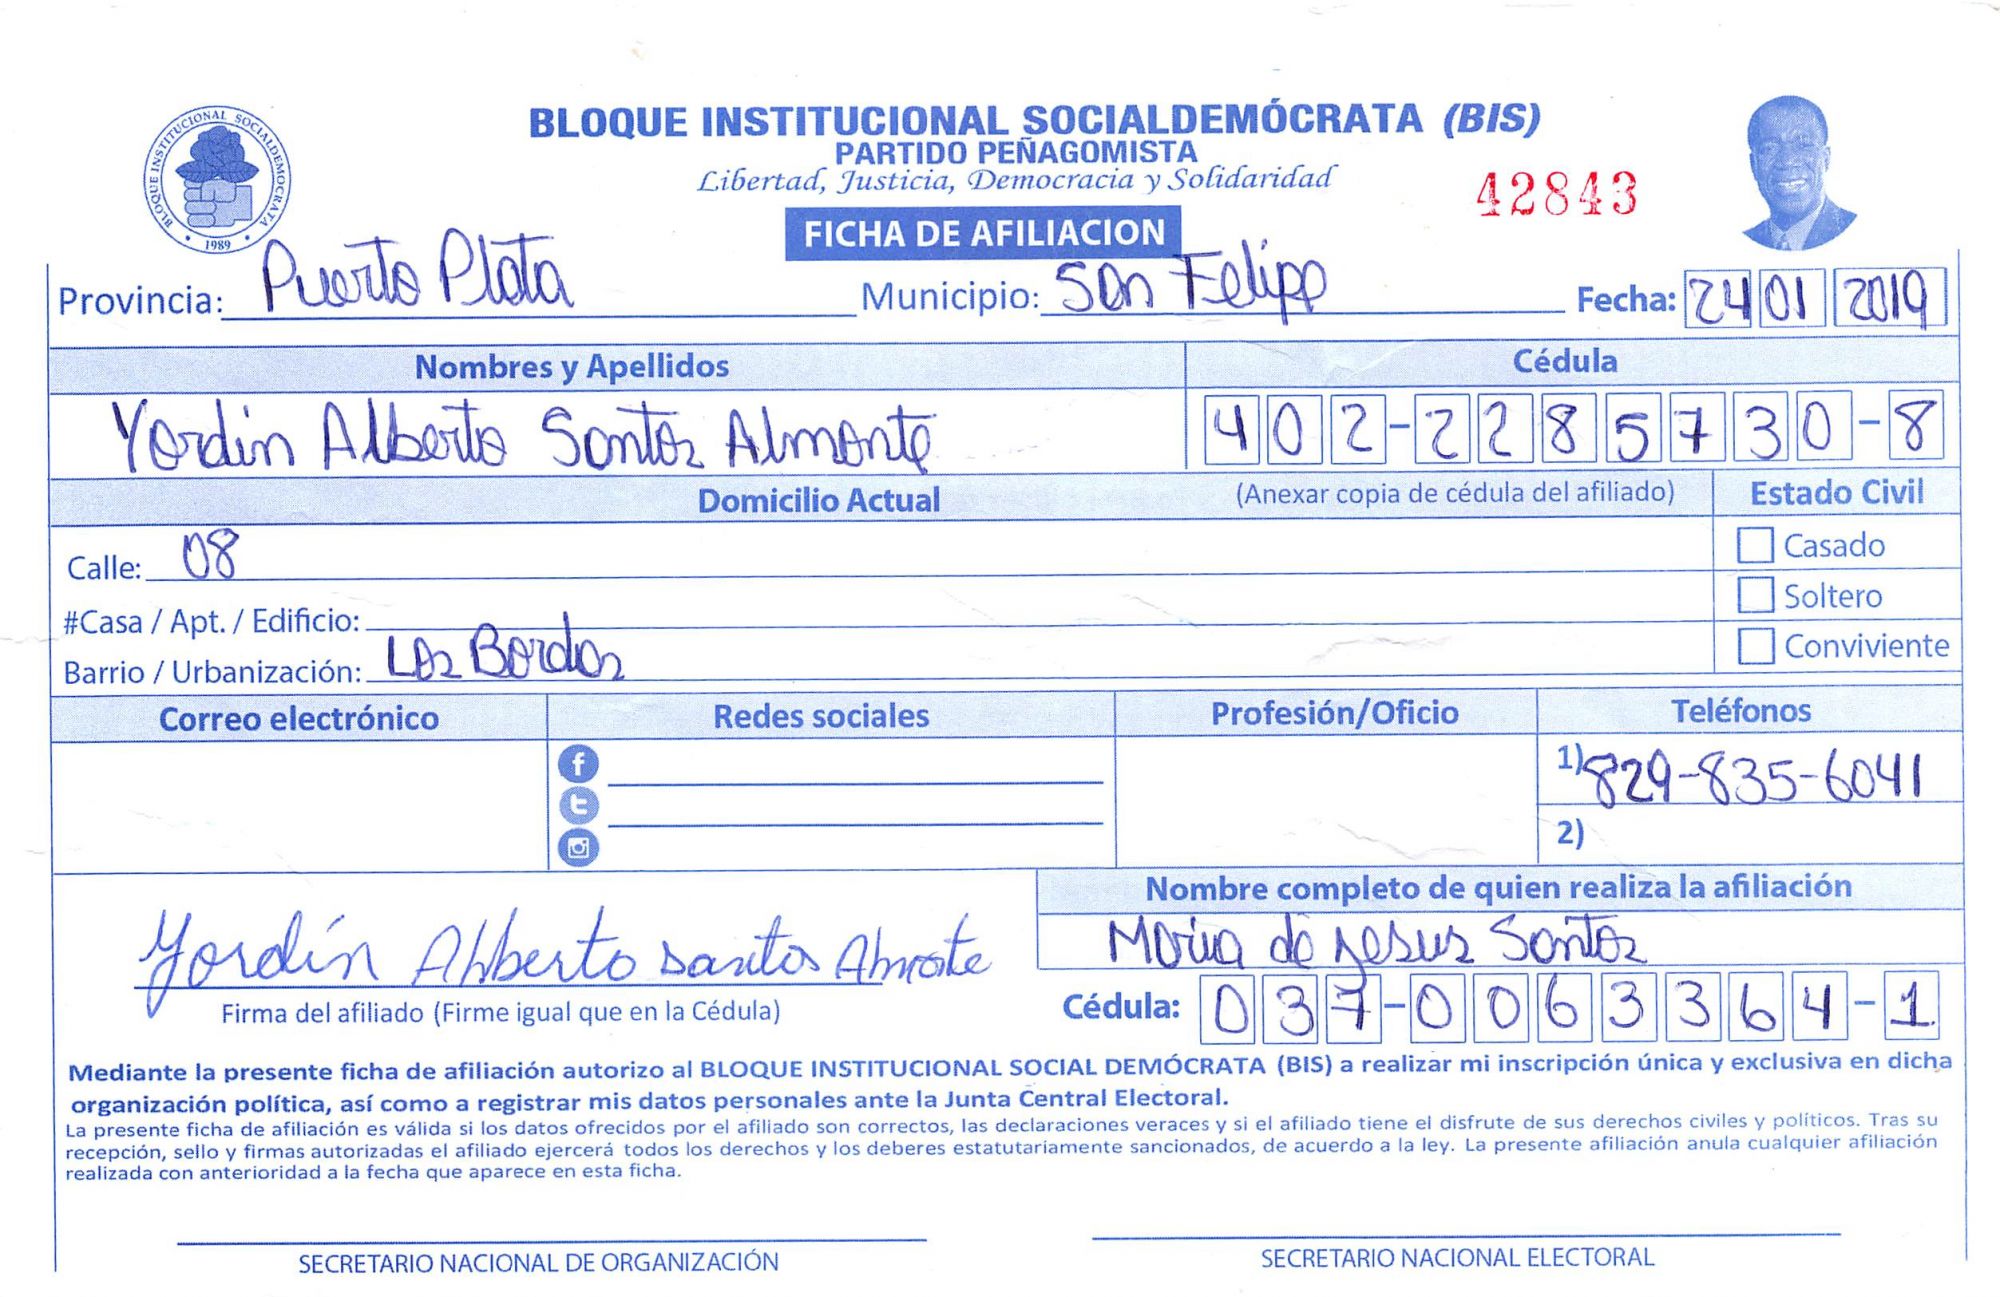 BLOQUE INSTITUCIONAL SOCIALDEMÓCRATA (BIS)
PARTIDO PEÑAGOMISTA
Libertad, Justicia, Democracia y Solidaridad
BLOQUE INSTITUCIONAL SOCIALDEMOCRATA
1989
42843
FICHA DE AFILIACION
Provincia: Puerto Plata Municipio: San Felipe Fecha: 24 01 2019
Nombres y Apellidos Cédula
Yordin Alberto Santos Almonte 402-2285730-8
Domicilio Actual (Anexar copia de cédula del afiliado) Estado Civil
Calle: 08 Casado
#Casa / Apt. / Edificio: Soltero
Barrio / Urbanización: Los Bordas Conviviente
Correo electrónico Redes sociales Profesión/Oficio Teléfonos
1) 829-835-6041
2)
Nombre completo de quien realiza la afiliación
Maria de Jesus Santos
Yordín Alberto Santos Almonte
Firma del afiliado (Firme igual que en la Cédula) Cédula: 037-0063364-1
Mediante la presente ficha de afiliación autorizo al BLOQUE INSTITUCIONAL SOCIAL DEMÓCRATA (BIS) a realizar mi inscripción única y exclusiva en dicha
organización política, así como a registrar mis datos personales ante la Junta Central Electoral.
La presente ficha de afiliación es válida si los datos ofrecidos por el afiliado son correctos, las declaraciones veraces y si el afiliado tiene el disfrute de sus derechos civiles y políticos. Tras su
recepción, sello y firmas autorizadas el afiliado ejercerá todos los derechos y los deberes estatutariamente sancionados, de acuerdo a la ley. La presente afiliación anula cualquier afiliación
realizada con anterioridad a la fecha que aparece en esta ficha.
SECRETARIO NACIONAL DE ORGANIZACIÓN SECRETARIO NACIONAL ELECTORAL